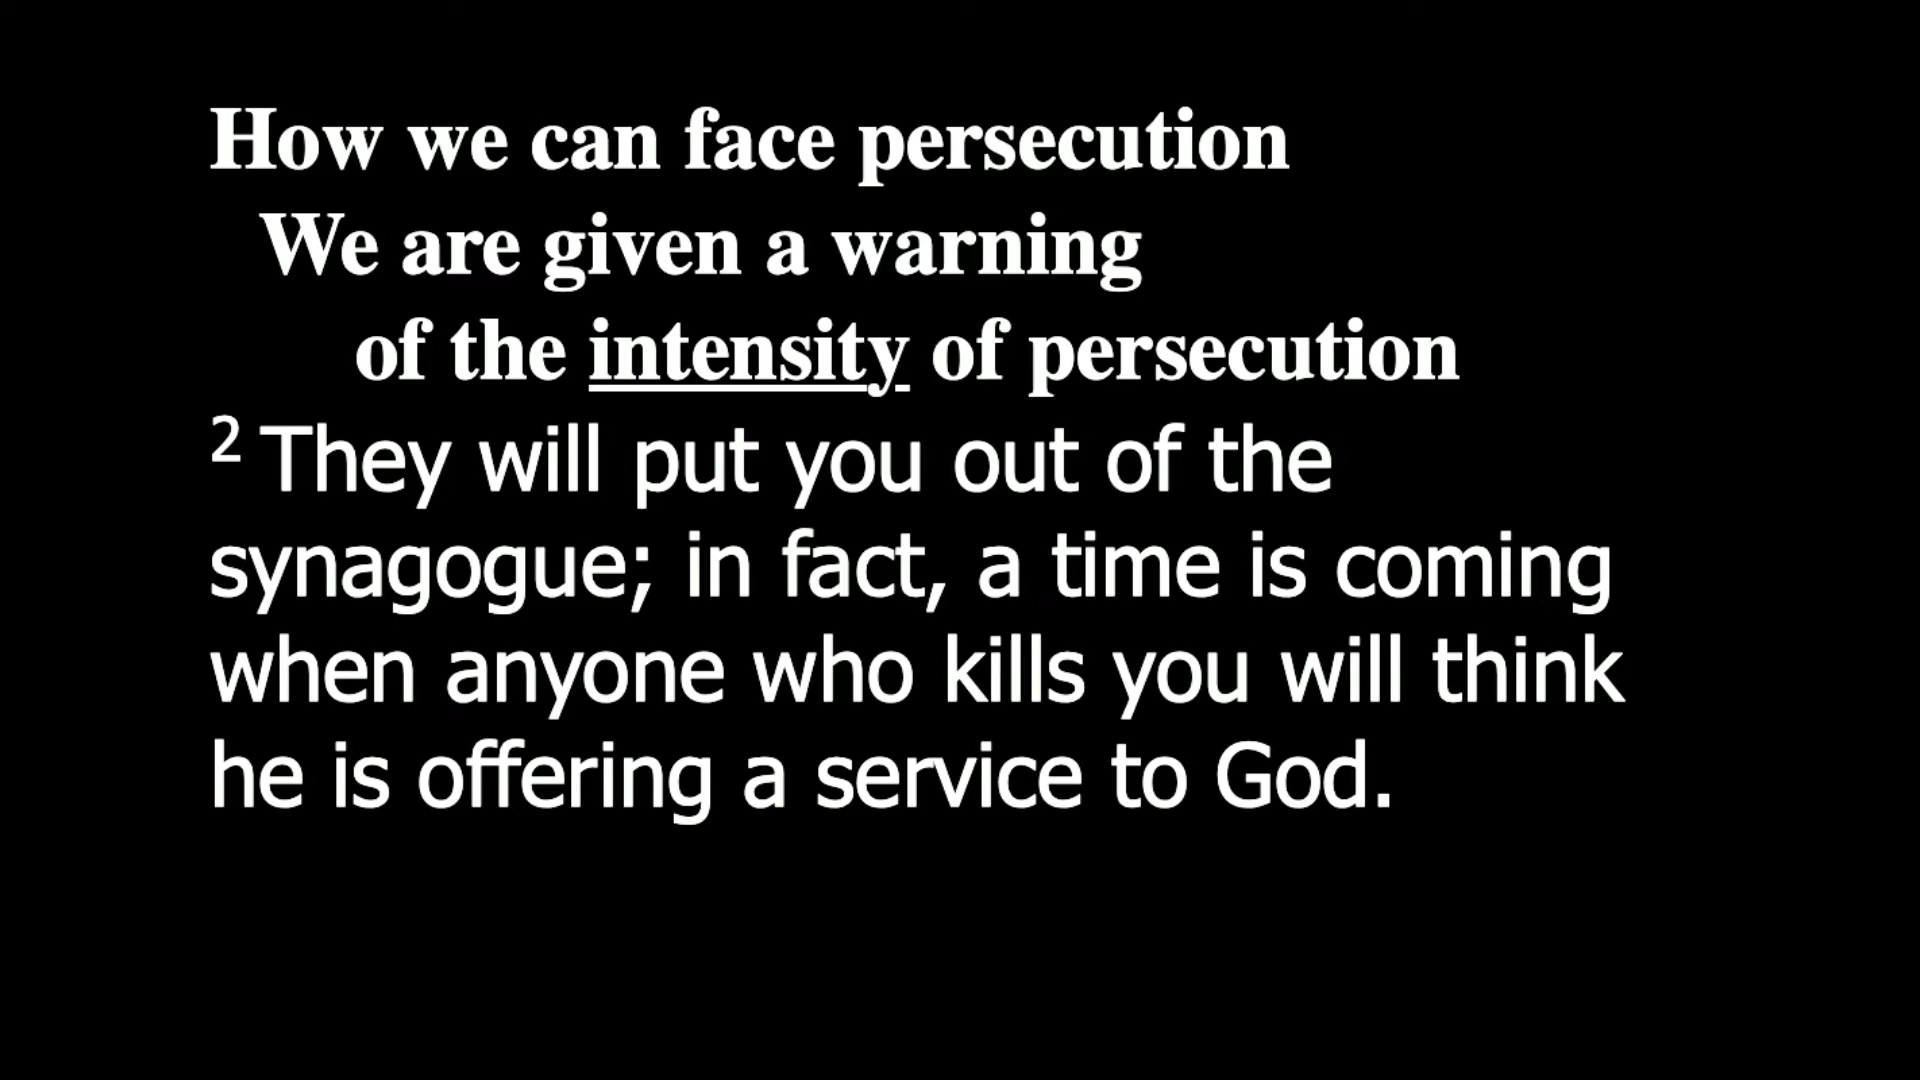 How we can face persecution
We are given a warning
of the intensity of persecution
2 They will put you out of the
synagogue; in fact, a time is coming
when anyone who kills you will think
he is offering a service to God.